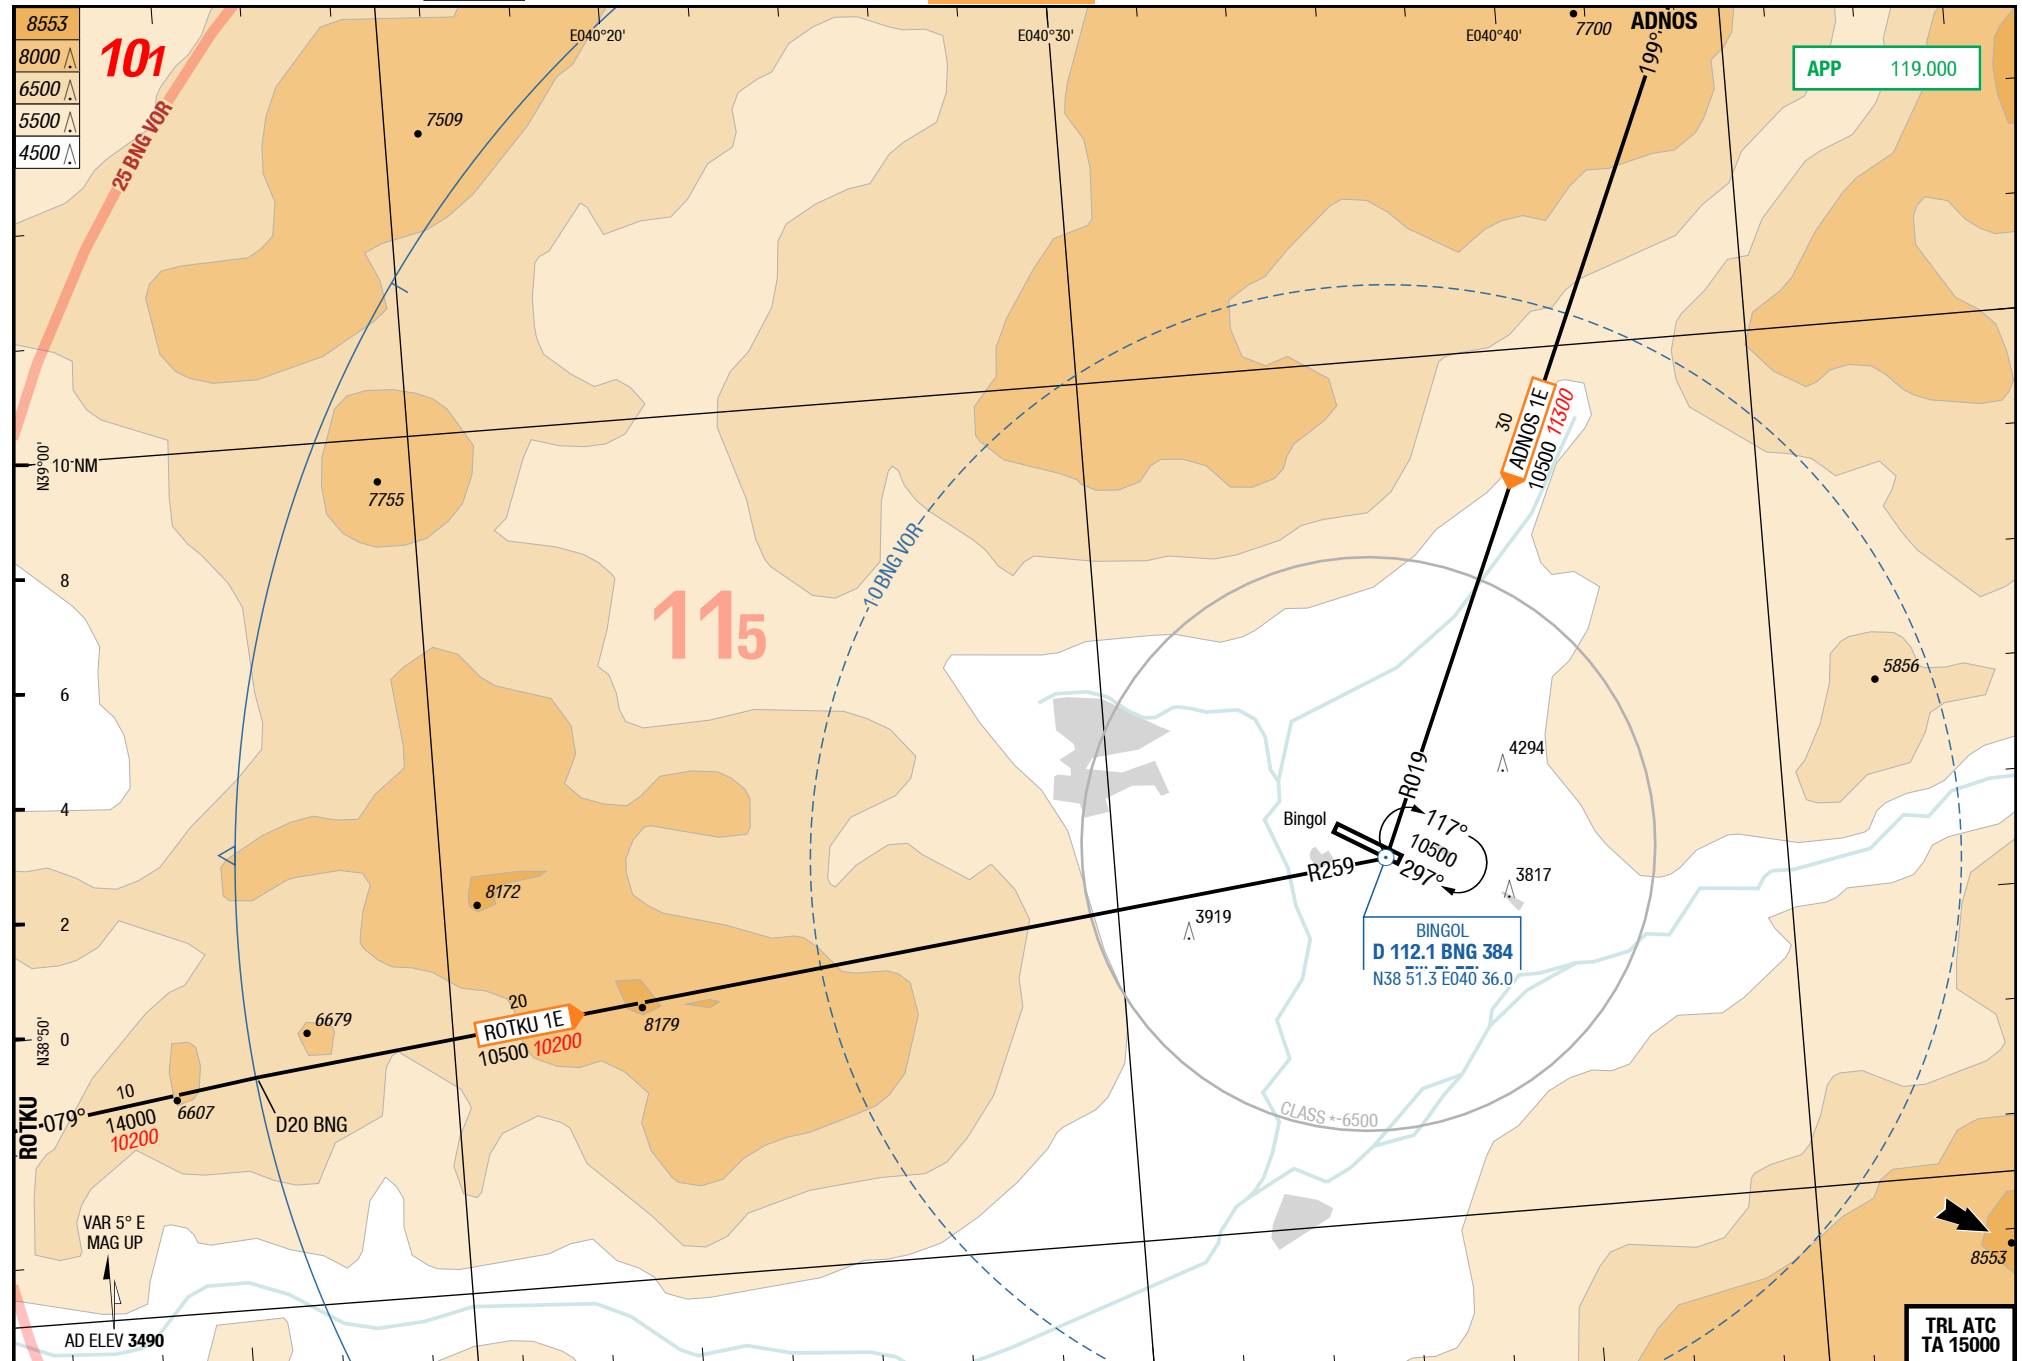 8553
8000
6500
5500
4500
101
25 BNG VOR
7509
E040°20'
E040°30'
E040°40'
7700
ADNOS
199°
APP 119.000
N39°00'
10 NM
7755
8
6
4
2
0
N38°50'
115
10 BNG VOR
30
ADNOS 1E
10500 11300
5856
R019
4294
Bingol
117°
10500
297°
R259
3817
3919
BINGOL
D 112.1 BNG 384
N38 51.3 E040 36.0
8172
20
ROTKU 1E
10500 10200
8179
6679
10
079°
14000
10200
6607
ROTKU
D20 BNG
CLASS *-6500
VAR 5° E
MAG UP
AD ELEV 3490
8553
TRL ATC
TA 15000